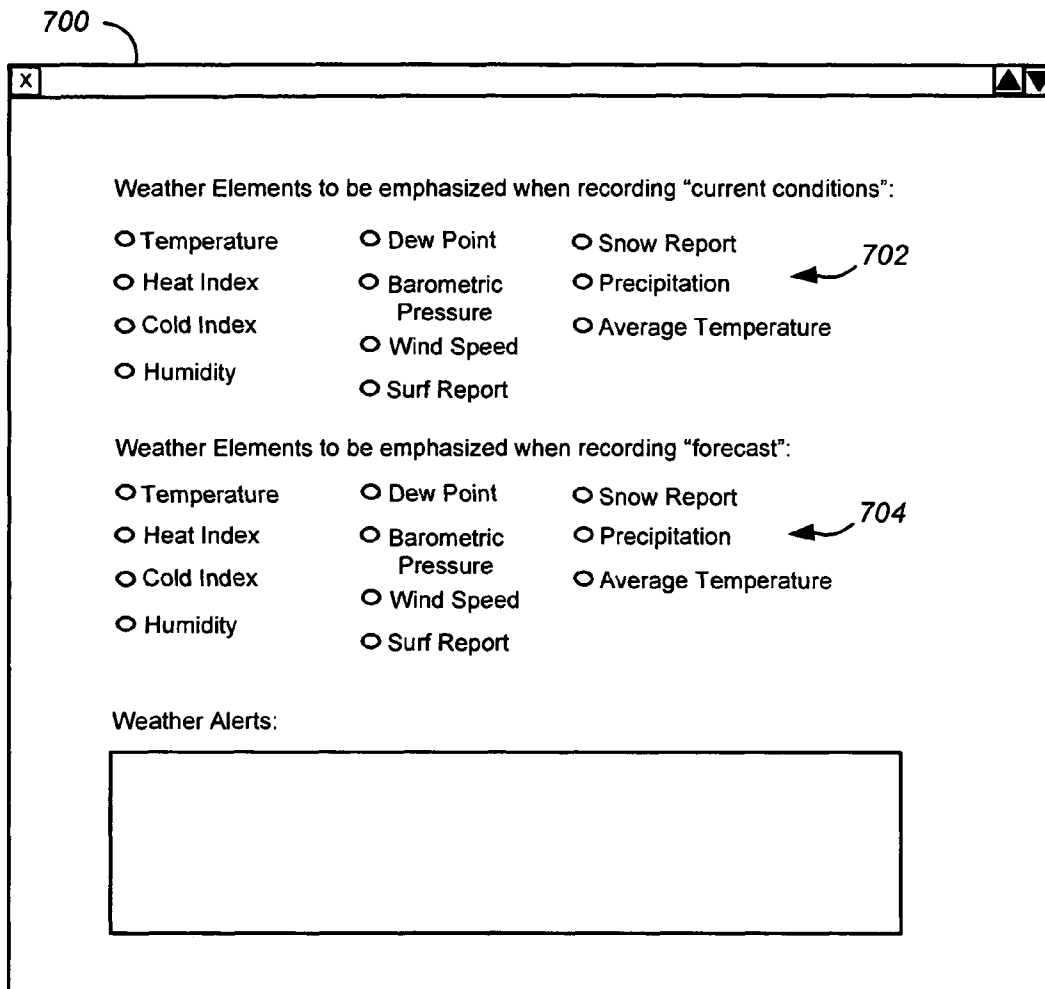 700
X
Weather Elements to be emphasized when recording “current conditions”:
Temperature Dew Point Snow Report
702
Heat Index Barometric Precipitation
Pressure
Cold Index Average Temperature
Wind Speed
Humidity
Surf Report
Weather Elements to be emphasized when recording “forecast”:
Temperature Dew Point Snow Report
704
Heat Index Barometric Precipitation
Pressure
Cold Index Average Temperature
Wind Speed
Humidity
Surf Report
Weather Alerts: